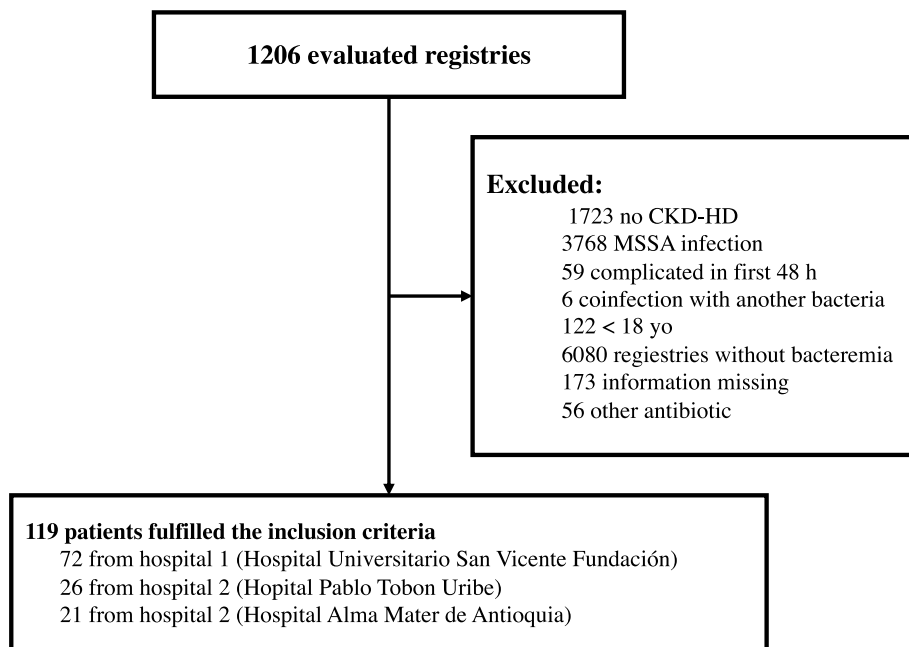 1206 evaluated registries
Excluded:
1723 no CKD-HD
3768 MSSA infection
59 complicated in first 48 h
6 coinfection with another bacteria
122 < 18 yo
6080 regiestries without bacteremia
173 information missing
56 other antibiotic
119 patients fulfilled the inclusion criteria
72 from hospital 1 (Hospital Universitario San Vicente Fundación)
26 from hospital 2 (Hopital Pablo Tobon Uribe)
21 from hospital 2 (Hospital Alma Mater de Antioquia)